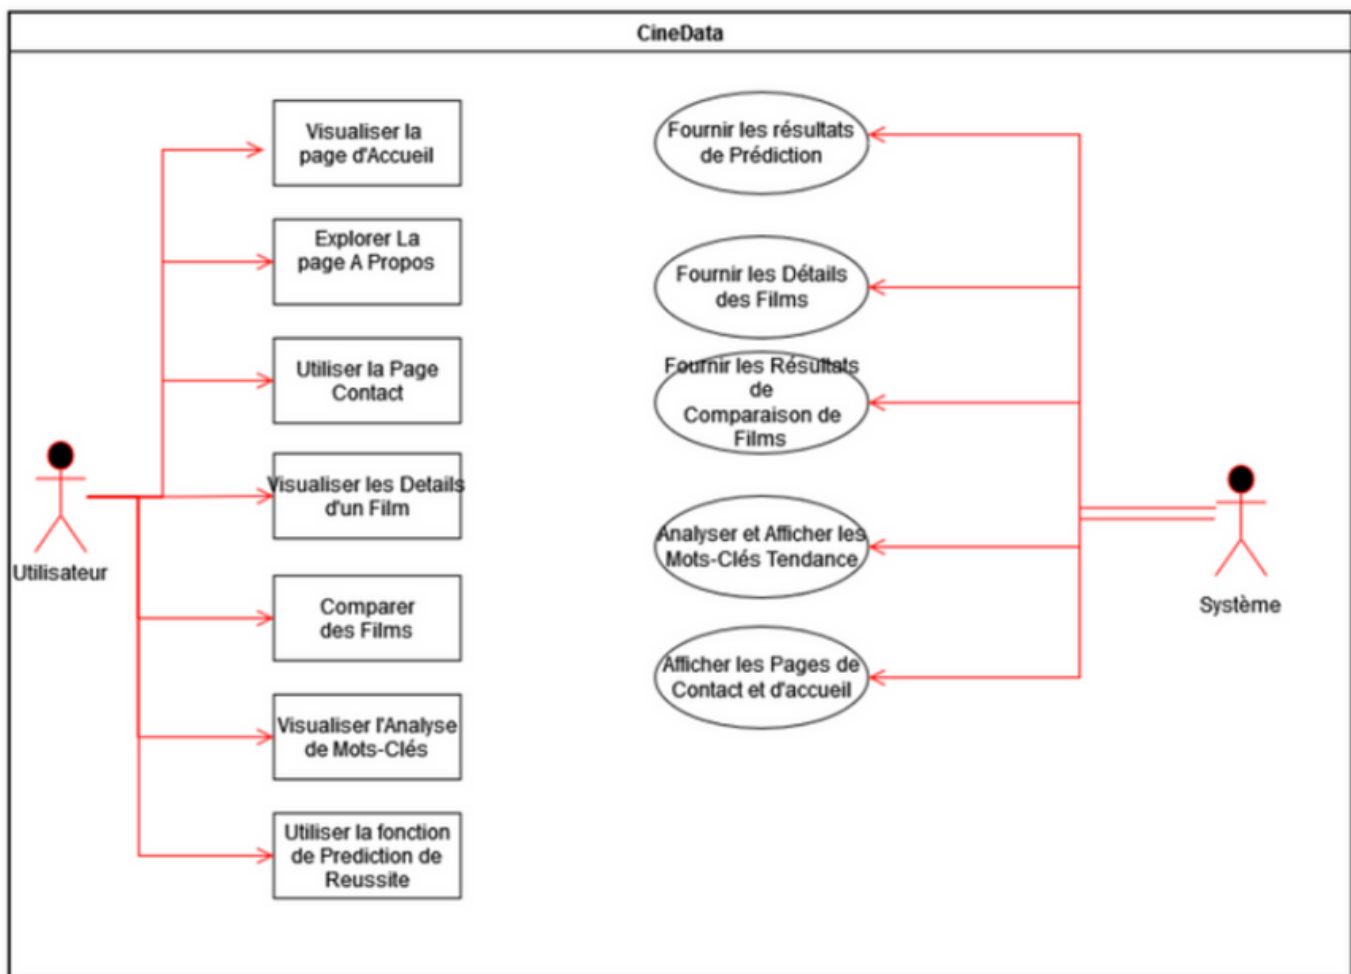 CineData
Visualiser la
page d'Accueil
Explorer La
page A Propos
Utiliser la Page
Contact
Visualiser les Details
d'un Film
Comparer
des Films
Visualiser l'Analyse
de Mots-Clés
Utiliser la fonction
de Prediction de
Reussite
Utilisateur
Fournir les résultats
de Prédiction
Fournir les Détails
des Films
Fournir les Résultats
de
Comparaison de
Films
Analyser et Afficher les
Mots-Clés Tendance
Afficher les Pages de
Contact et d'accueil
Système